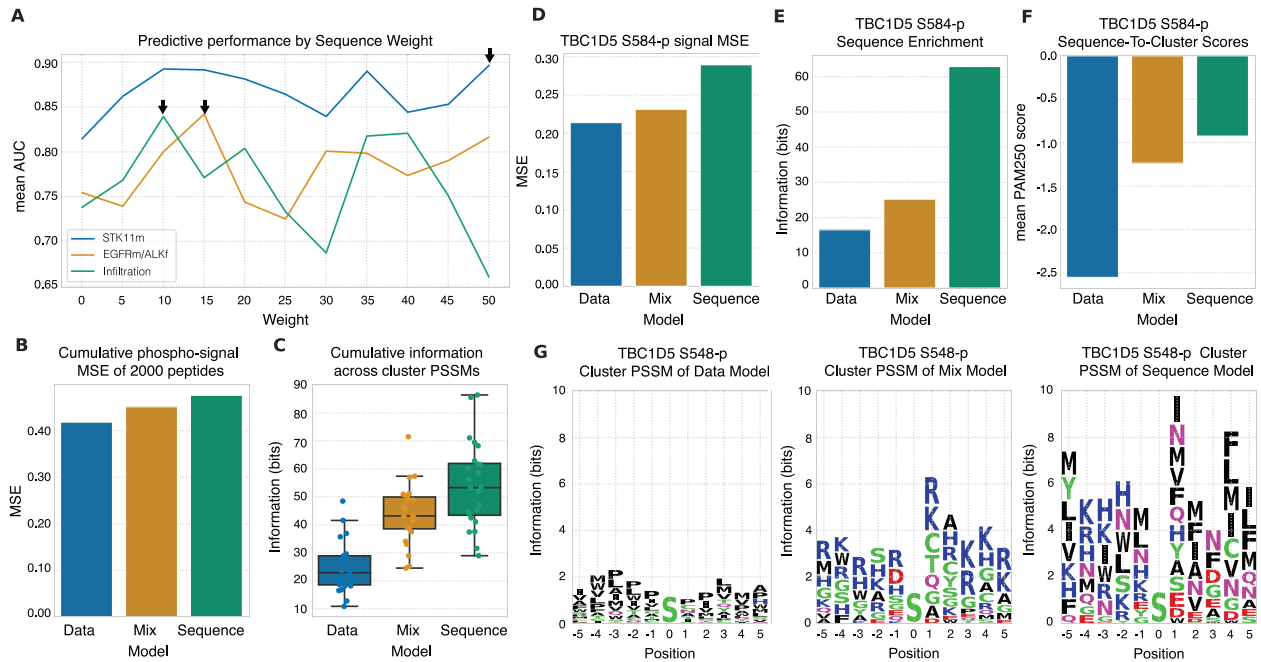 A
Predictive performance by Sequence Weight
mean AUC
0.90
0.85
0.80
0.75
0.70
0.65
STK11m
EGFRm/ALKf
Infiltration
0 5 10 15 20 25 30 35 40 45 50
Weight
B
Cumulative phospho-signal
MSE of 2000 peptides
MSE
0.40
0.20
0.10
0.00
Data Mix Sequence
Model
C
Cumulative information
across cluster PSSMs
Information (bits)
90
80
70
60
50
40
30
20
10
Data Mix Sequence
Model
D
TBC1D5 S584-p signal MSE
MSE
0.30
0.20
0.15
0.10
0.05
0.00
Data Mix Sequence
Model
E
TBC1D5 S584-p
Sequence Enrichment
Information (bits)
60
50
40
30
20
10
0
Data Mix Sequence
Model
F
TBC1D5 S584-p
Sequence-To-Cluster Scores
mean PAM250 score
0.0
-0.5
-1.0
-1.5
-2.0
-2.5
Data Mix Sequence
Model
G
TBC1D5 S548-p
Cluster PSSM of Data Model
Information (bits)
10
8
6
4
2
0
S
-5 -4 -3 -2 -1 0 1 2 3 4 5
Position
TBC1D5 S548-p
Cluster PSSM of Mix Model
Information (bits)
10
8
6
4
2
0
S
-5 -4 -3 -2 -1 0 1 2 3 4 5
Position
TBC1D5 S548-p Cluster
PSSM of Sequence Model
Information (bits)
10
8
6
4
2
0
S
-5 -4 -3 -2 -1 0 1 2 3 4 5
Position